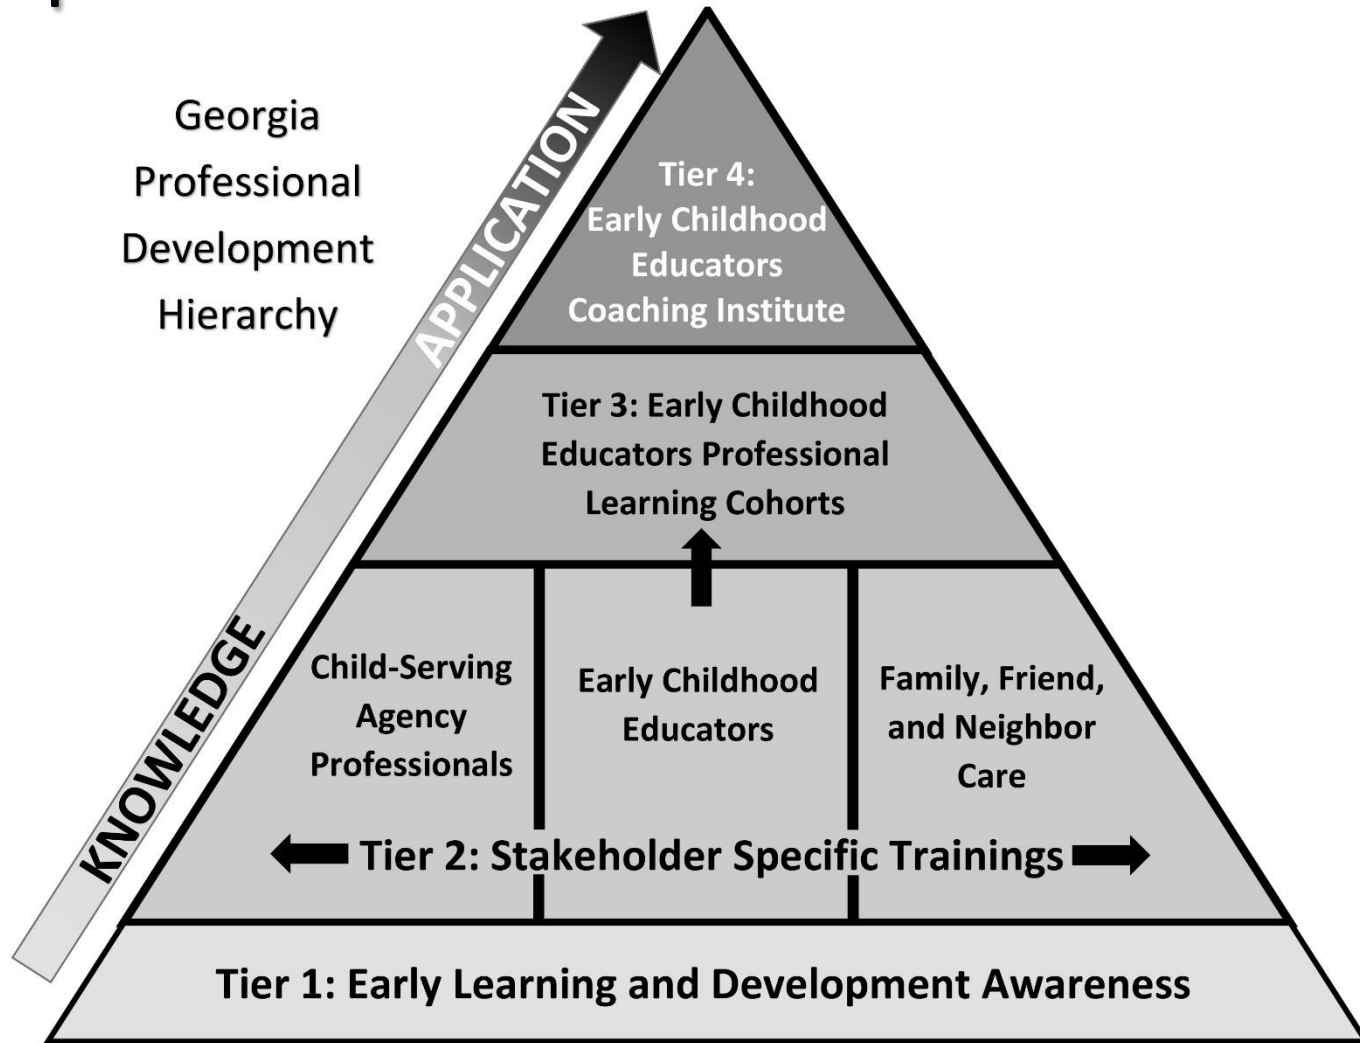 Georgia
Professional
Development
Hierarchy
APPLICATION
KNOWLEDGE
Tier 4:
Early Childhood
Educators
Coaching Institute
Tier 3: Early Childhood
Educators Professional
Learning Cohorts
Child-Serving
Agency
Professionals
Early Childhood
Educators
Family, Friend,
and Neighbor
Care
Tier 2: Stakeholder Specific Trainings
Tier 1: Early Learning and Development Awareness